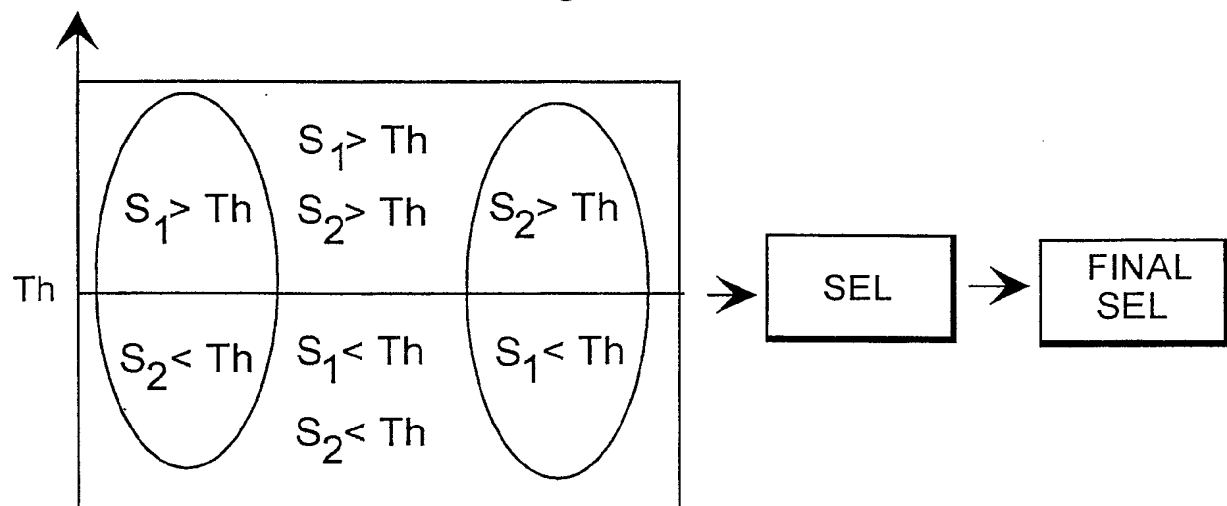 S₁> Th
S₁> Th
S₂> Th
S₂> Th
Th
S₂< Th
S₁< Th
S₂< Th
S₁< Th
SEL
FINAL
SEL